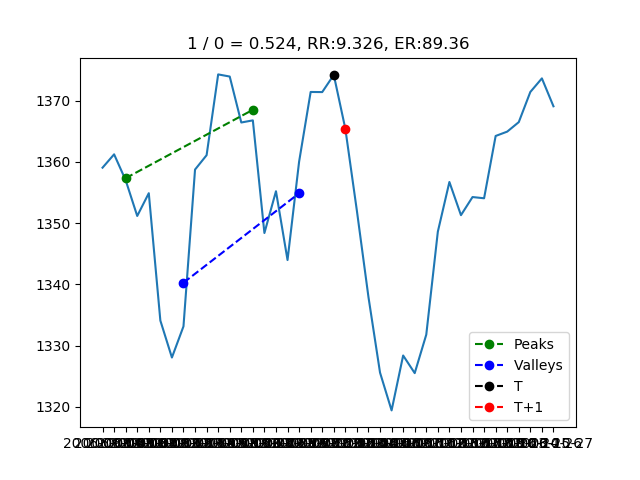 1 / 0 = 0.524, RR:9.326, ER:89.36
1370
1360
1350
1340
1330
1320
Peaks
Valleys
T
T+1